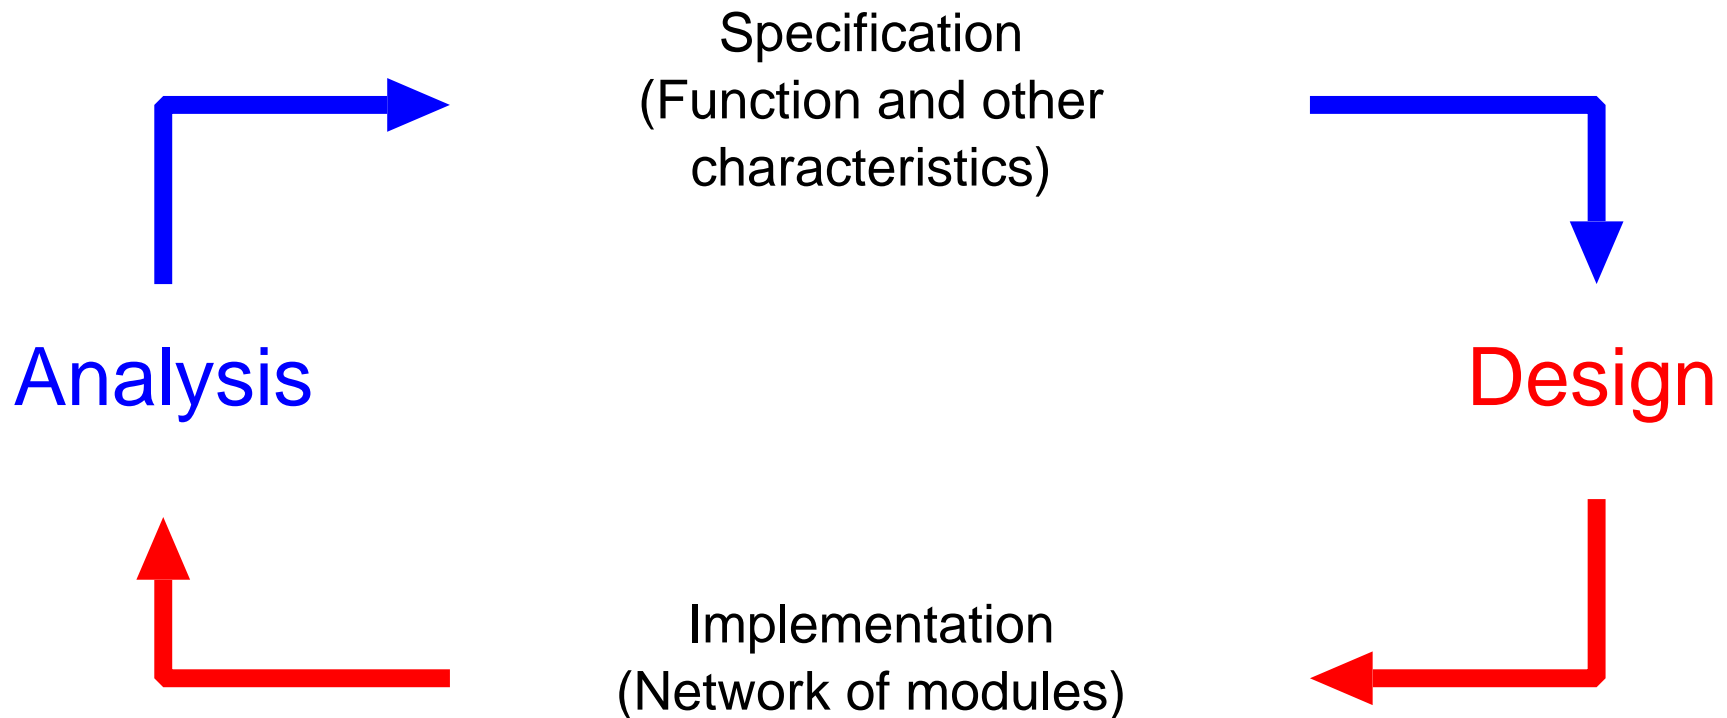 Specification
(Function and other
characteristics)
Analysis
Design
Implementation
(Network of modules)